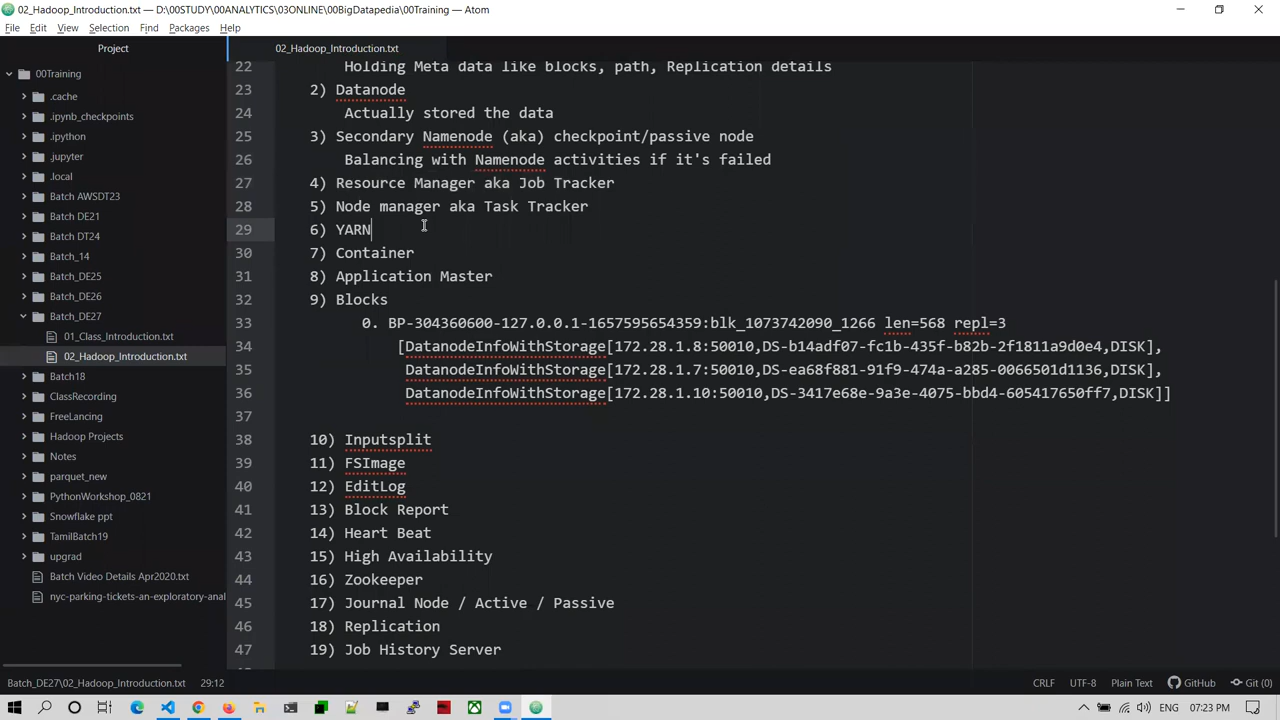 02_Hadoop_Introduction.txt — D:\00STUDY\00ANALYTICS\03ONLINE\00BigDatapedia\00Training — Atom
File Edit View Selection Find Packages Help
Project
02_Hadoop_Introduction.txt
00Training
.cache
.ipynb_checkpoints
.ipython
.jupyter
.local
Batch AWSDT23
Batch DE21
Batch DT24
Batch_14
Batch_DE25
Batch_DE26
Batch_DE27
01_Class_Introduction.txt
02_Hadoop_Introduction.txt
Batch18
ClassRecording
FreeLancing
Hadoop Projects
Notes
parquet_new
PythonWorkshop_0821
Snowflake ppt
TamilBatch19
upgrad
Batch Video Details Apr2020.txt
nyc-parking-tickets-an-exploratory-anal
22 Holding Meta data like blocks, path, Replication details
23 2) Datanode
24 Actually stored the data
25 3) Secondary Namenode (aka) checkpoint/passive node
26 Balancing with Namenode activities if it's failed
27 4) Resource Manager aka Job Tracker
28 5) Node manager aka Task Tracker
29 6) YARN
30 7) Container
31 8) Application Master
32 9) Blocks
33 0. BP-304360600-127.0.0.1-1657595654359:blk_1073742090_1266 len=568 repl=3
34 [DatanodeInfoWithStorage[172.28.1.8:50010,DS-b14adf07-fc1b-435f-b82b-2f1811a9d0e4,DISK],
35 DatanodeInfoWithStorage[172.28.1.7:50010,DS-ea68f881-91f9-474a-a285-0066501d1136,DISK],
36 DatanodeInfoWithStorage[172.28.1.10:50010,DS-3417e68e-9a3e-4075-bbd4-605417650ff7,DISK]]
37
38 10) Inputsplit
39 11) FSImage
40 12) EditLog
41 13) Block Report
42 14) Heart Beat
43 15) High Availability
44 16) Zookeeper
45 17) Journal Node / Active / Passive
46 18) Replication
47 19) Job History Server
Batch_DE27\02_Hadoop_Introduction.txt 29:12 CRLF UTF-8 Plain Text GitHub Git (0)
ENG 07:23 PM